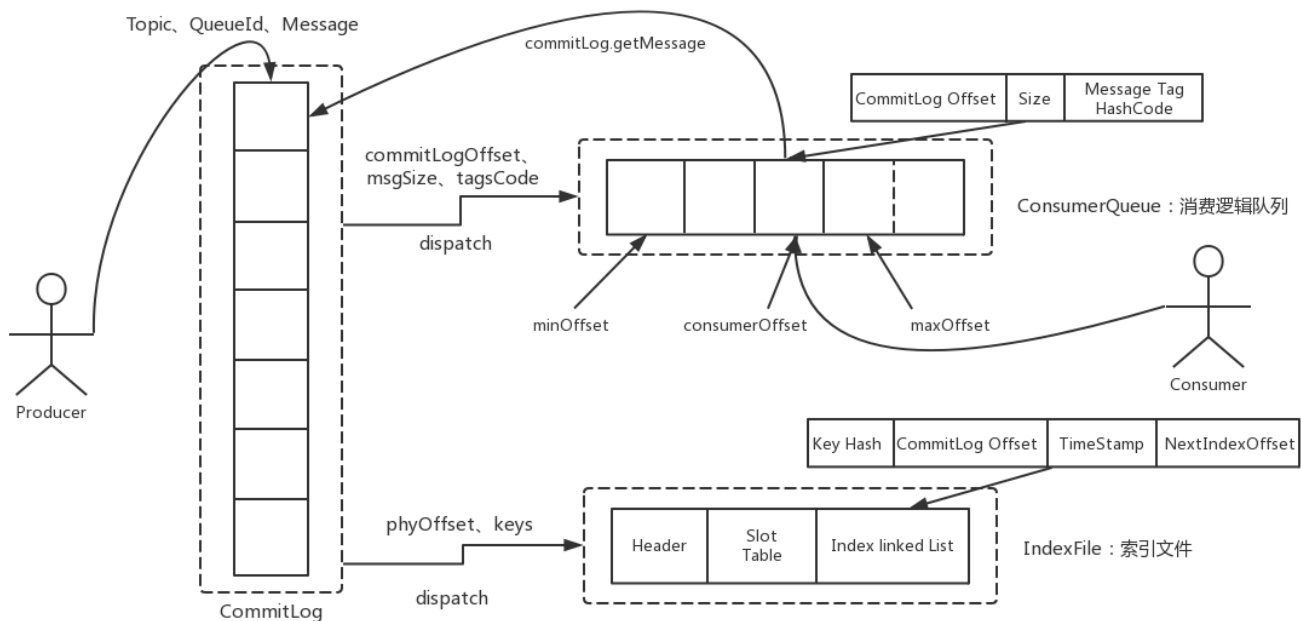 Topic、QueueId、Message
commitLog.getMessage
CommitLog Offset
Size
Message Tag
HashCode
commitLogOffset、
msgSize、tagsCode
dispatch
ConsumerQueue：消费逻辑队列
minOffset
consumerOffset
maxOffset
Producer
Consumer
Key Hash
CommitLog Offset
TimeStamp
NextIndexOffset
phyOffset、keys
dispatch
Header
Slot
Table
Index linked List
IndexFile：索引文件
CommitLog